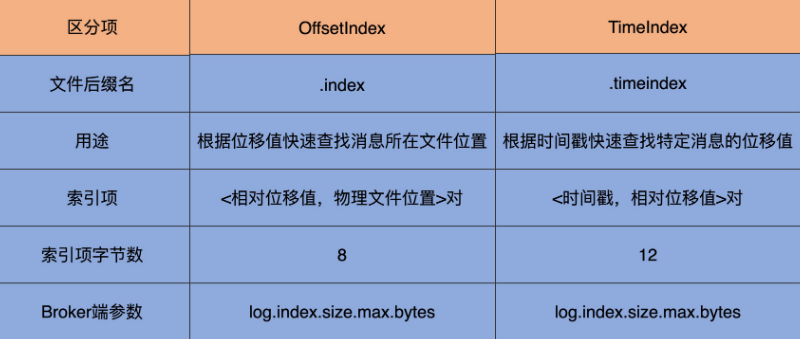 区分项 OffsetIndex TimeIndex
文件后缀名 .index .timeindex
用途 根据位移值快速查找消息所在文件位置 根据时间戳快速查找特定消息的位移值
索引项 <相对位移值，物理文件位置>对 <时间戳，相对位移值>对
索引项字节数 8 12
Broker端参数 log.index.size.max.bytes log.index.size.max.bytes